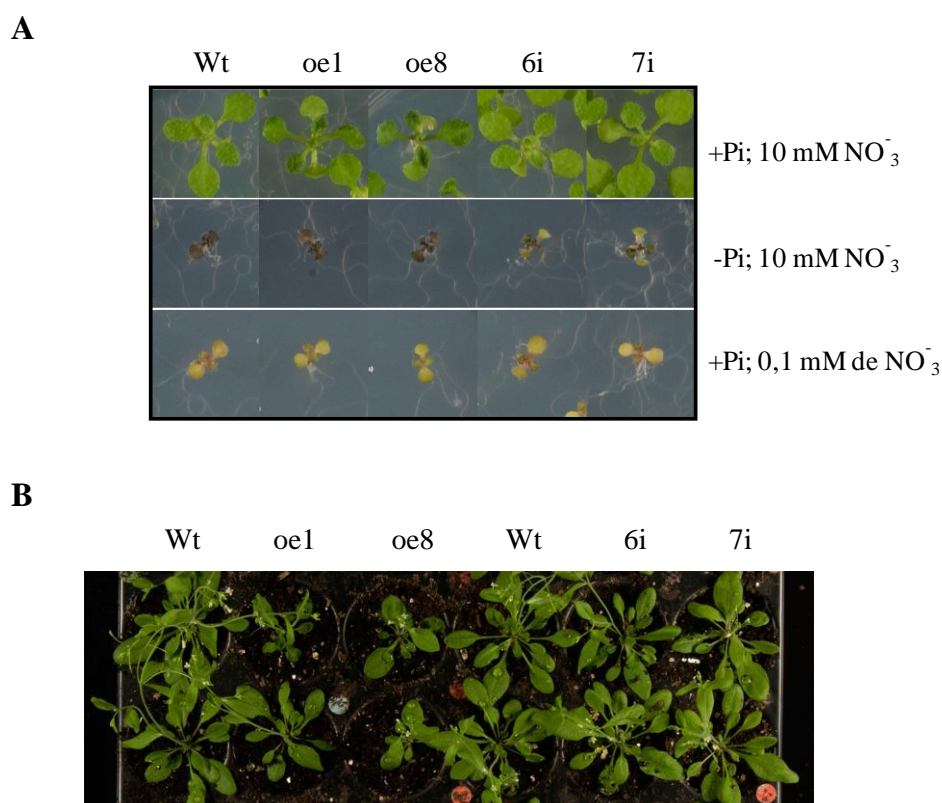 A
Wt oe1 oe8 6i 7i
+Pi; 10 mM NO⁻₃
-Pi; 10 mM NO⁻₃
+Pi; 0,1 mM de NO⁻₃
B
Wt oe1 oe8 Wt 6i 7i